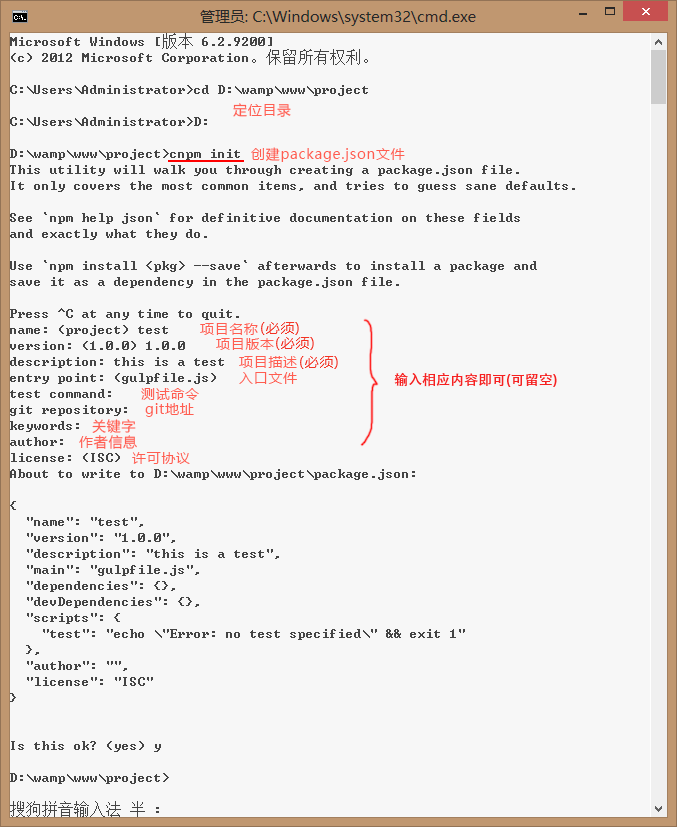 管理员: C:\Windows\system32\cmd.exe
Microsoft Windows [版本 6.2.9200]
(c) 2012 Microsoft Corporation。保留所有权利。
C:\Users\Administrator>cd D:\wamp\www\project
定位目录
C:\Users\Administrator>D:
D:\wamp\www\project>cnpm init 创建package.json文件
This utility will walk you through creating a package.json file.
It only covers the most common items, and tries to guess sane defaults.
See `npm help json` for definitive documentation on these fields
and exactly what they do.
Use `npm install <pkg> --save` afterwards to install a package and
save it as a dependency in the package.json file.
Press ^C at any time to quit.
name: (project) test 项目名称(必须)
version: (1.0.0) 1.0.0 项目版本(必须)
description: this is a test 项目描述(必须)
entry point: (gulpfile.js) 入口文件
输入相应内容即可(可留空)
test command: 测试命令
git repository: git地址
keywords: 关键字
author: 作者信息
license: (ISC) 许可协议
About to write to D:\wamp\www\project\package.json:
{
"name": "test",
"version": "1.0.0",
"description": "this is a test",
"main": "gulpfile.js",
"dependencies": {},
"devDependencies": {},
"scripts": {
"test": "echo \"Error: no test specified\" && exit 1"
},
"author": "",
"license": "ISC"
}
Is this ok? (yes) y
D:\wamp\www\project>
搜狗拼音输入法 半 :